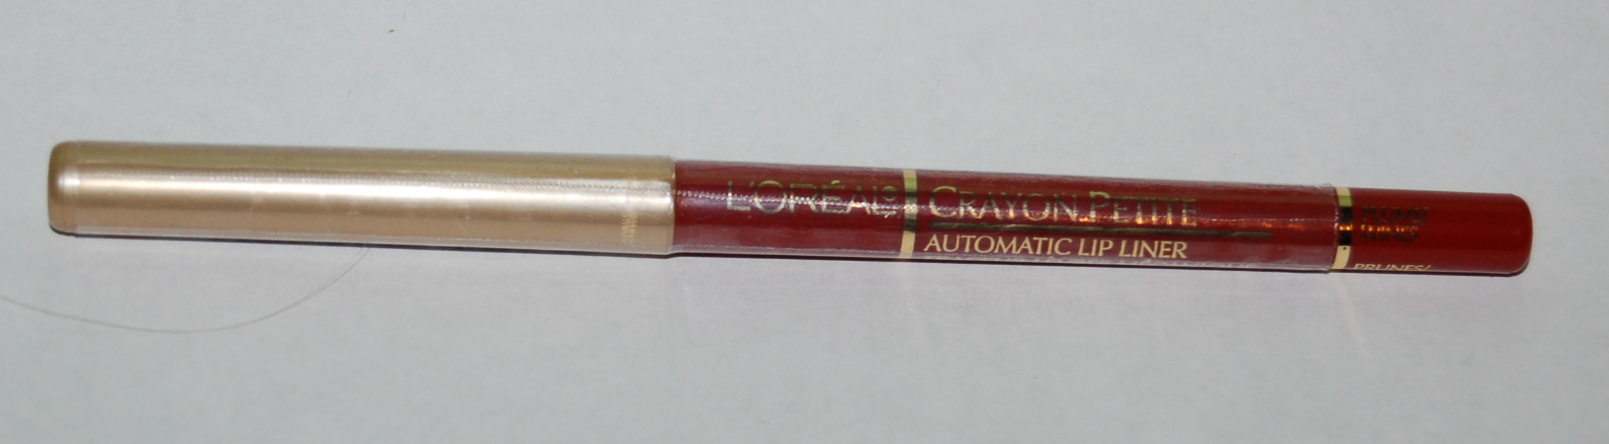 L'ORÉAL
CRAYON PETITE
AUTOMATIC LIP LINER
PRUNES/